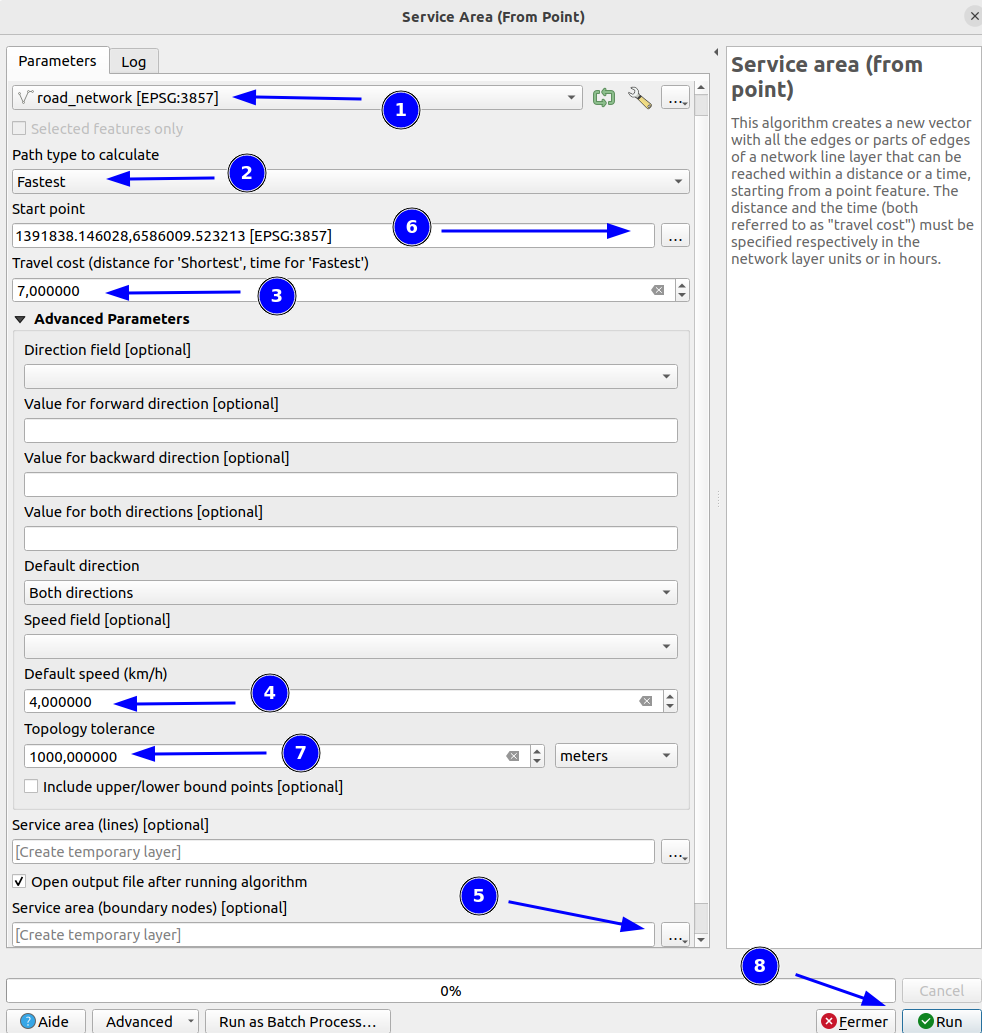 Service Area (From Point)
Parameters
Log
road_network [EPSG:3857]
1
...
Selected features only
Path type to calculate
2
Fastest
Start point
6
1391838.146028,6586009.523213 [EPSG:3857]
...
Travel cost (distance for 'Shortest', time for 'Fastest')
7,000000
3
Advanced Parameters
Direction field [optional]
Value for forward direction [optional]
Value for backward direction [optional]
Value for both directions [optional]
Default direction
Both directions
Speed field [optional]
Default speed (km/h)
4,000000
4
Topology tolerance
1000,000000
7
meters
Include upper/lower bound points [optional]
Service area (lines) [optional]
[Create temporary layer]
...
Open output file after running algorithm
5
Service area (boundary nodes) [optional]
[Create temporary layer]
...
Service area (from
point)
This algorithm creates a new vector
with all the edges or parts of edges
of a network line layer that can be
reached within a distance or a time,
starting from a point feature. The
distance and the time (both
referred to as "travel cost") must be
specified respectively in the
network layer units or in hours.
8
0%
Cancel
Aide
Advanced
Run as Batch Process…
Fermer
Run